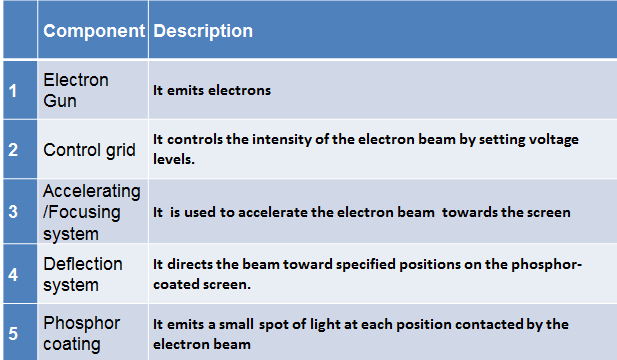 Component Description
1 Electron Gun It emits electrons
2 Control grid It controls the intensity of the electron beam by setting voltage
levels.
3 Accelerating
/Focusing
system It  is used to accelerate the electron beam  towards the screen
4 Deflection
system It directs the beam toward specified positions on the phosphor-
coated screen.
5 Phosphor
coating It emits a small spot of light at each position contacted by the
electron beam